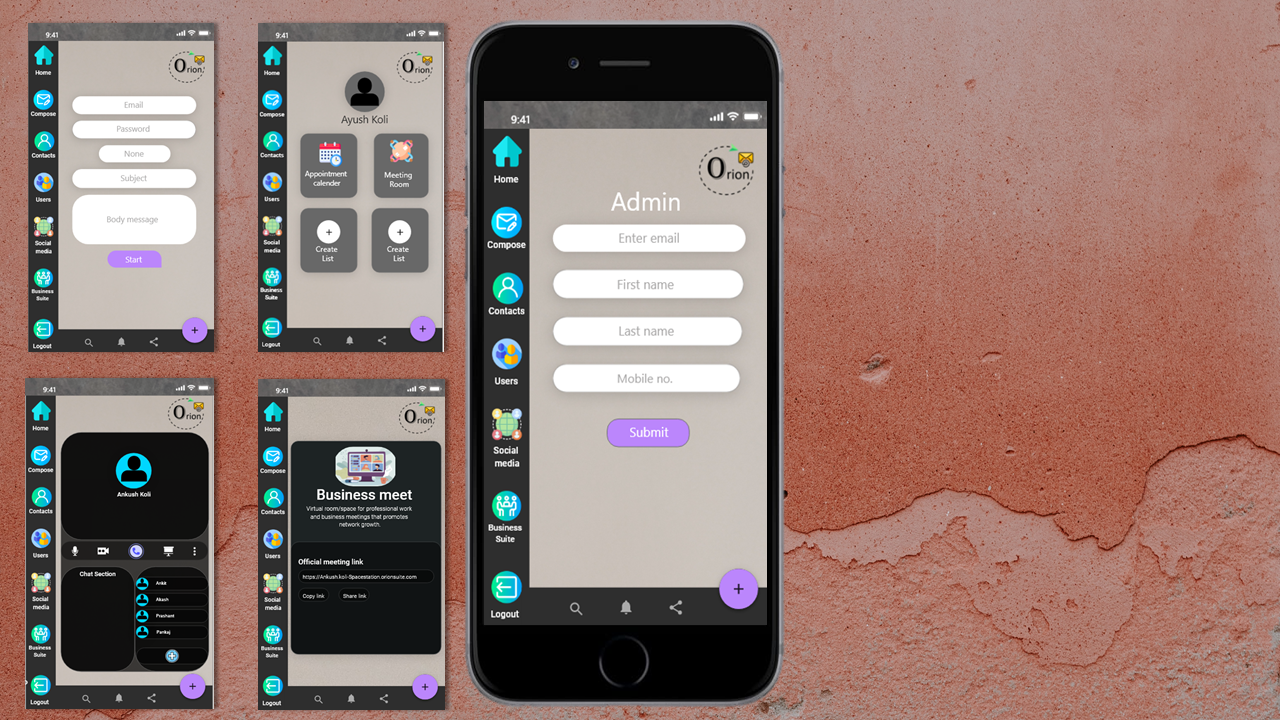 9:41
Home
Compose
Contacts
Users
Social
media
Business
Suite
Logout
Orion
Email
Password
None
Subject
Body message
Start
+
9:41
Home
Compose
Contacts
Users
Social
media
Business
Suite
Logout
Orion
Ayush Koli
Appointment
calender
Meeting
Room
+
Create
List
+
Create
List
+
9:41
Home
Compose
Contacts
Users
Social
media
Business
Suite
Logout
Orion
Ankush Koli
Chat Section
Ankit
Akash
Prashant
Pankaj
+
9:41
Home
Compose
Contacts
Users
Social
media
Business
Suite
Logout
Orion
Business meet
Virtual room/space for professional work
and business meetings that promotes
network growth.
Official meeting link
https://Ankush.koli-Spacestation.orionsuite.com
Copy link
Share link
+
9:41
Home
Compose
Contacts
Users
Social
media
Business
Suite
Logout
Orion
Admin
Enter email
First name
Last name
Mobile no.
Submit
+